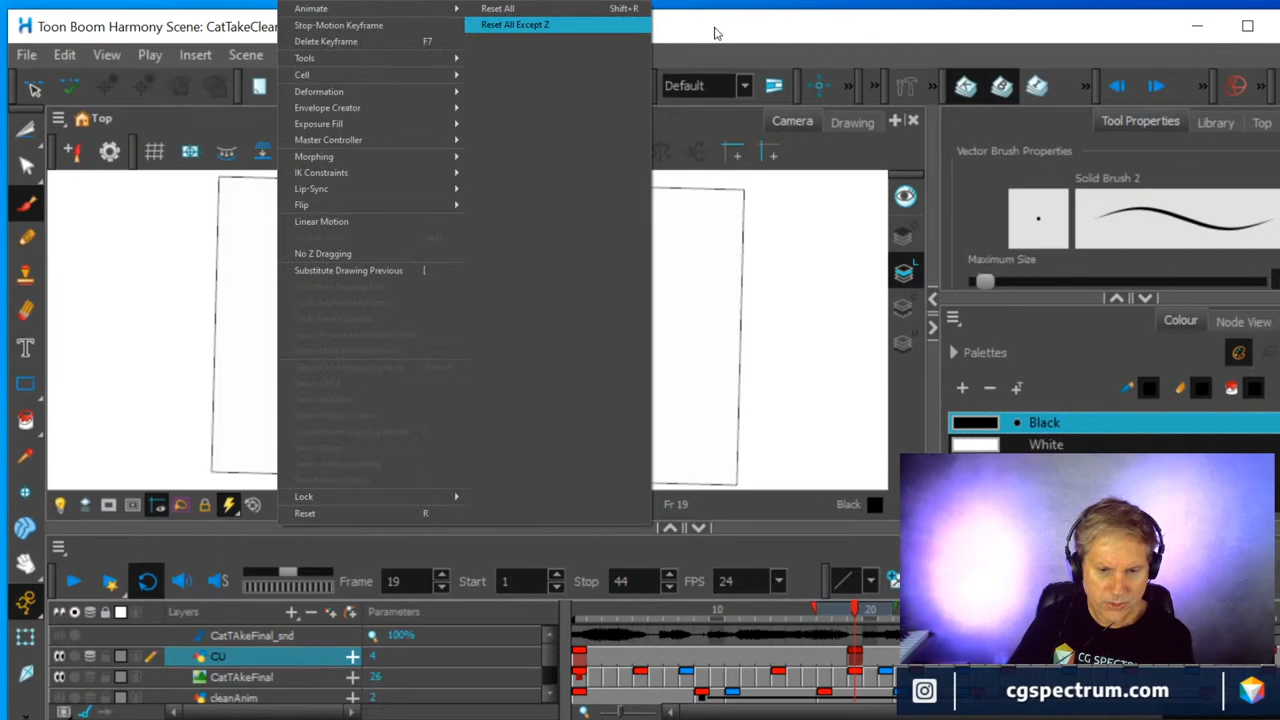 Toon Boom Harmony Scene: CatTakeClean
File Edit View Play Insert Scene
Animate
Stop-Motion Keyframe
Delete Keyframe F7
Tools
Cell
Deformation
Envelope Creator
Exposure Fill
Master Controller
Morphing
IK Constraints
Lip-Sync
Flip
Linear Motion
No Z Dragging
Substitute Drawing Previous [
Lock
Reset R
Reset All Shift+R
Reset All Except Z
Default
Top
Camera Drawing
Tool Properties Library Top
Vector Brush Properties
Solid Brush 2
Maximum Size
Colour Node View
Palettes
Black
White
Fr 19 Black
Frame 19 Start 1 Stop 44 FPS 24
Layers Parameters
10 20
CatTAkeFinal_snd 100%
CU 4
CatTAkeFinal 26
cleanAnim 2
CG SPECTRUM
cgspectrum.com